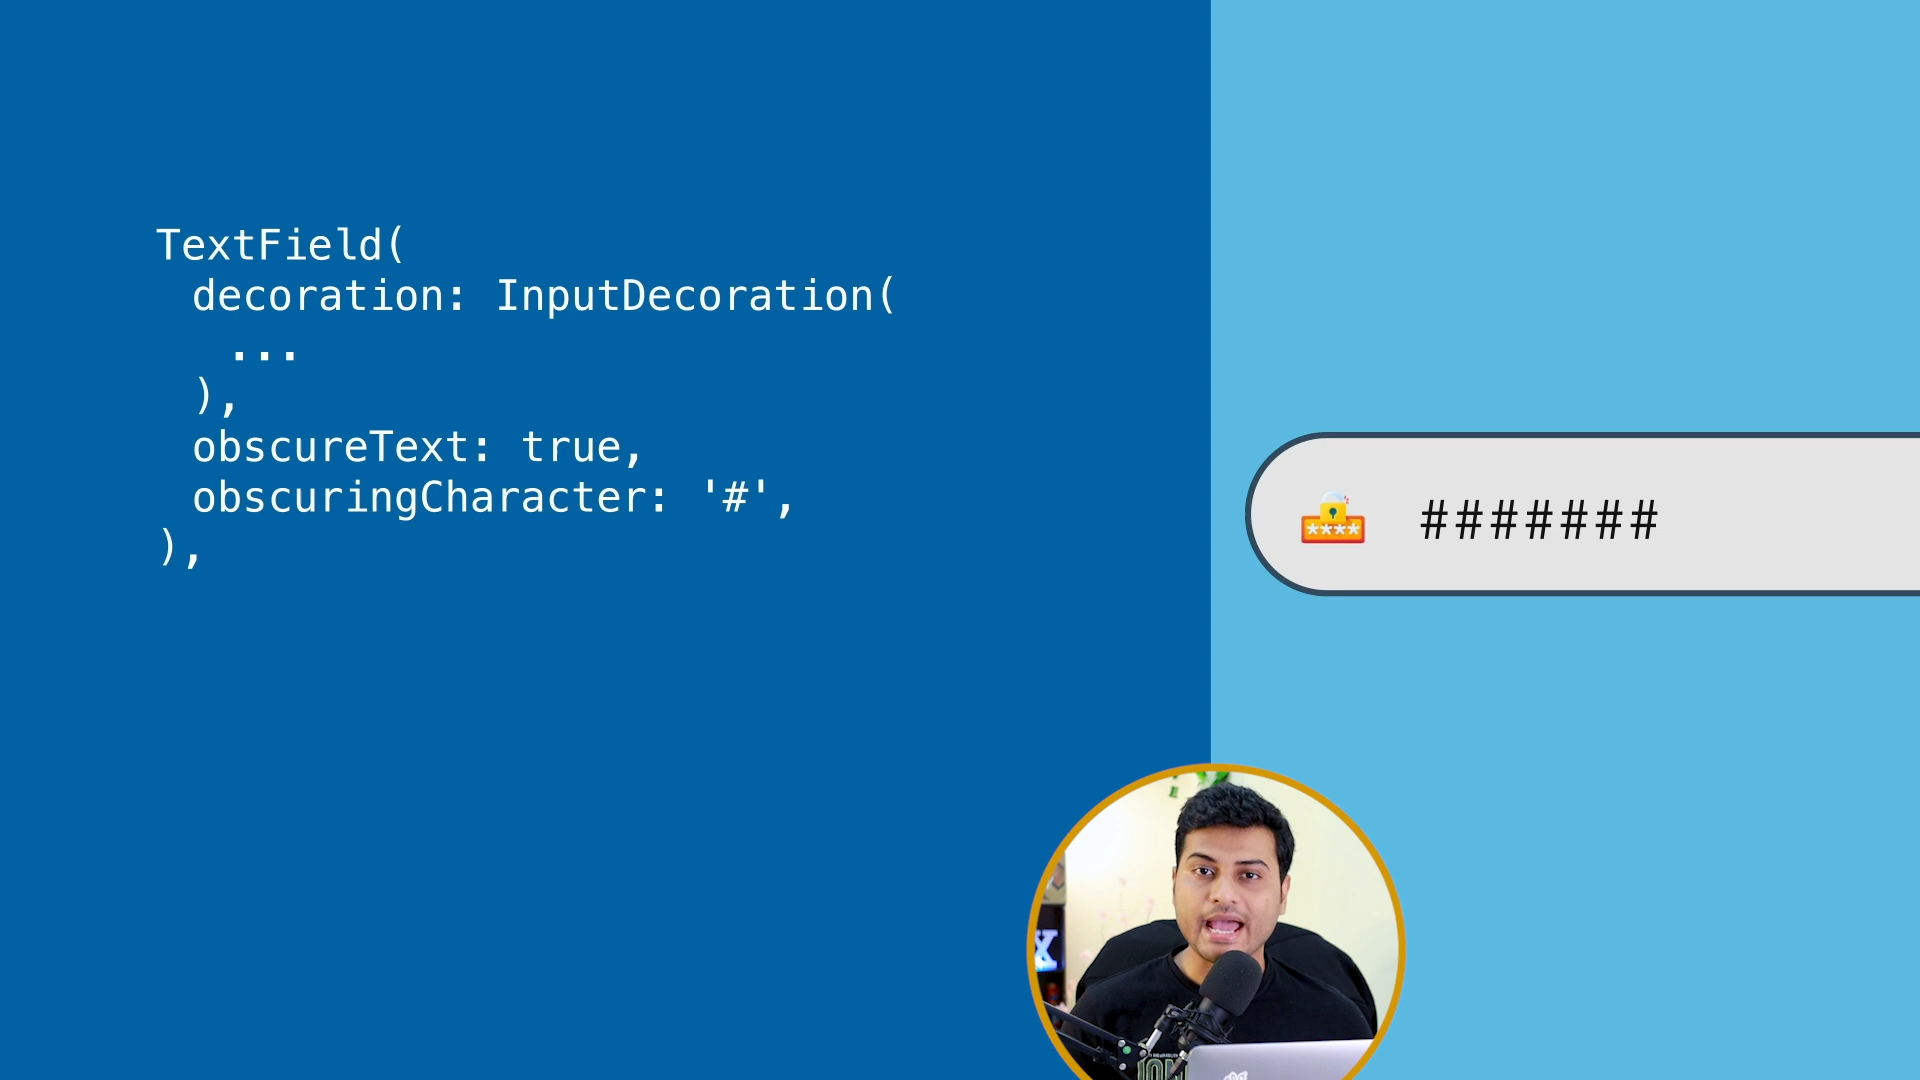 TextField(
decoration: InputDecoration(
...
),
obscureText: true,
obscuringCharacter: '#',
),
****
#######
X